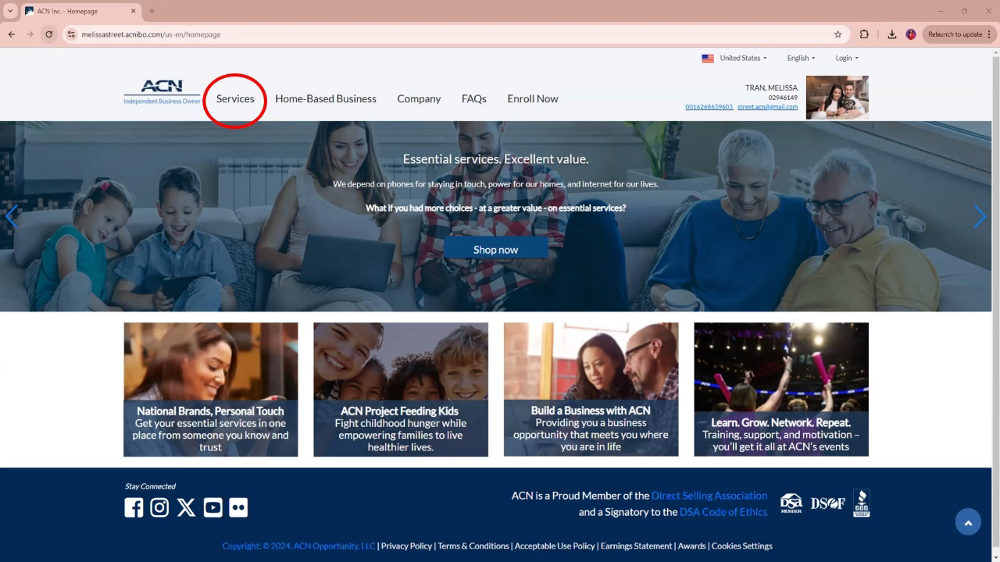 ACN Inc. - Homepage
melissastreet.acnibo.com/us-en/homepage
Relaunch to update
United States
English
Login
ACN
Independent Business Owner
Services
Home-Based Business
Company
FAQs
Enroll Now
TRAN, MELISSA
02946149
0016268639603
street.acn@gmail.com
Essential services. Excellent value.
We depend on phones for staying in touch, power for our homes, and internet for our lives.
What if you had more choices - at a greater value - on essential services?
Shop now
National Brands, Personal Touch
Get your essential services in one
place from someone you know and
trust
ACN Project Feeding Kids
Fight childhood hunger while
empowering families to live
healthier lives.
Build a Business with ACN
Providing you a business
opportunity that meets you where
you are in life
Learn. Grow. Network. Repeat.
Training, support, and motivation –
you'll get it all at ACN's events
Stay Connected
ACN is a Proud Member of the Direct Selling Association
and a Signatory to the DSA Code of Ethics
DSA
MEMBER
DSEF
BBB
Copyright: © 2024, ACN Opportunity, LLC | Privacy Policy | Terms & Conditions | Acceptable Use Policy | Earnings Statement | Awards | Cookies Settings